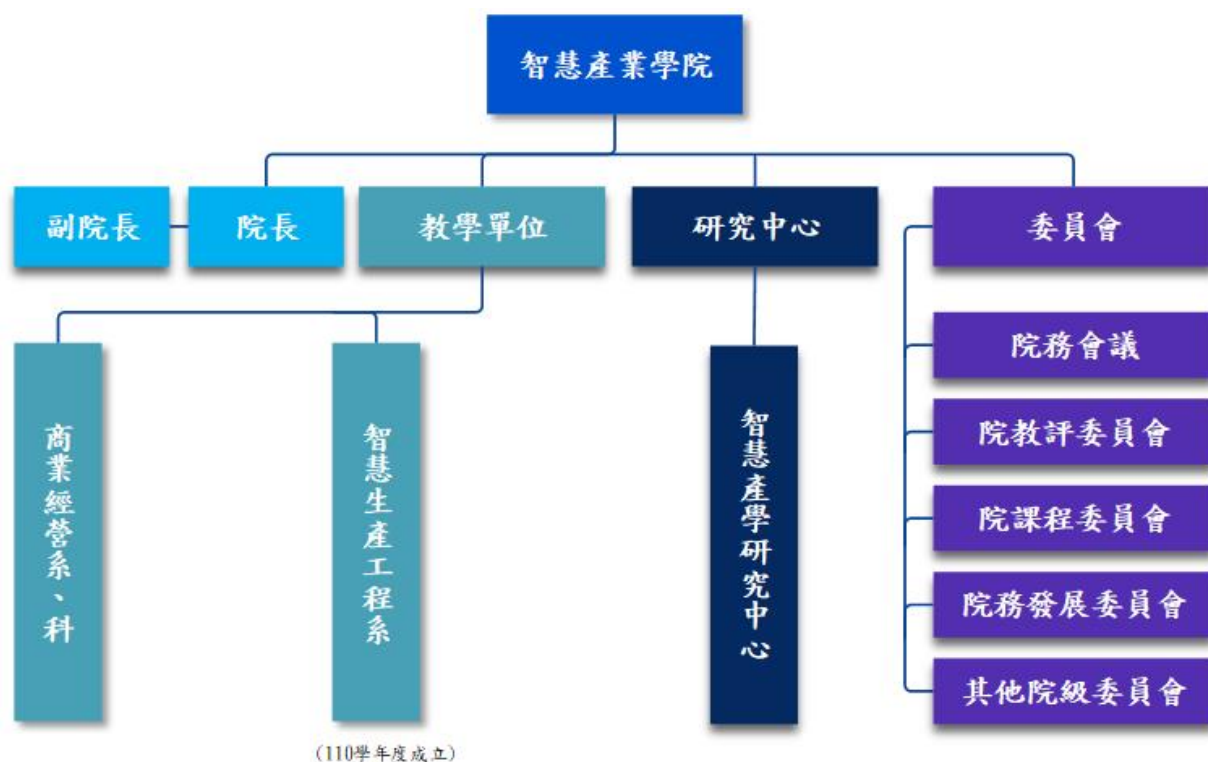 智慧產業學院
副院長
院長
教學單位
研究中心
委員會
商業經營系、科
智慧生產工程系
(110學年度成立)
智慧產學研究中心
院務會議
院教評委員會
院課程委員會
院務發展委員會
其他院級委員會